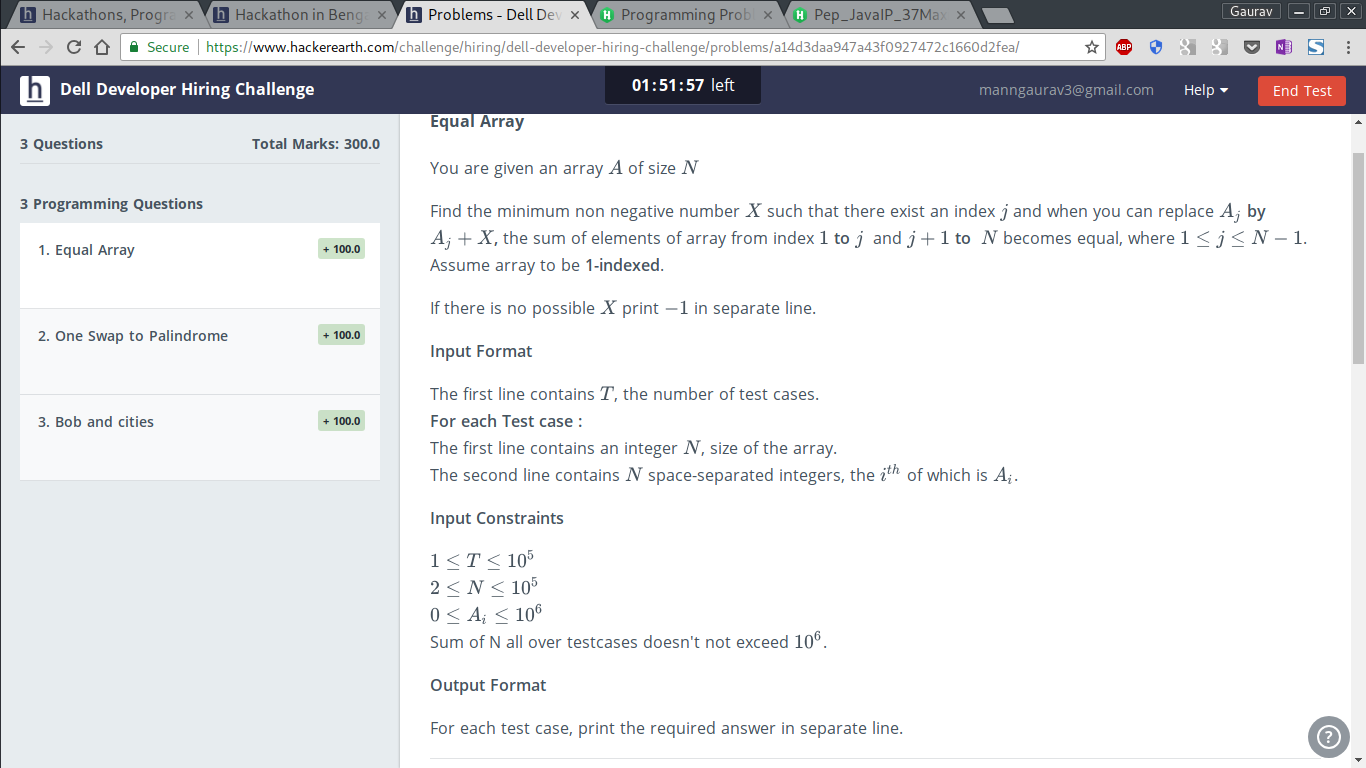 Hackathons, Progra
Hackathon in Benga
Problems - Dell Dev
Programming Prob
Pep_JavaIP_37Max
Gaurav
Secure
https://www.hackerearth.com/challenge/hiring/dell-developer-hiring-challenge/problems/a14d3daa947a43f0927472c1660d2fea/
ABP
h
Dell Developer Hiring Challenge
01:51:57 left
manngaurav3@gmail.com
Help
End Test
3 Questions
Total Marks: 300.0
3 Programming Questions
1. Equal Array
+ 100.0
2. One Swap to Palindrome
+ 100.0
3. Bob and cities
+ 100.0
Equal Array
You are given an array A of size N
Find the minimum non negative number X such that there exist an index j and when you can replace A_j by
A_j + X, the sum of elements of array from index 1 to j and j + 1 to N becomes equal, where 1 ≤ j ≤ N − 1.
Assume array to be 1-indexed.
If there is no possible X print −1 in separate line.
Input Format
The first line contains T, the number of test cases.
For each Test case :
The first line contains an integer N, size of the array.
The second line contains N space-separated integers, the i^th of which is A_i.
Input Constraints
1 ≤ T ≤ 10^5
2 ≤ N ≤ 10^5
0 ≤ A_i ≤ 10^6
Sum of N all over testcases doesn't not exceed 10^6.
Output Format
For each test case, print the required answer in separate line.
?